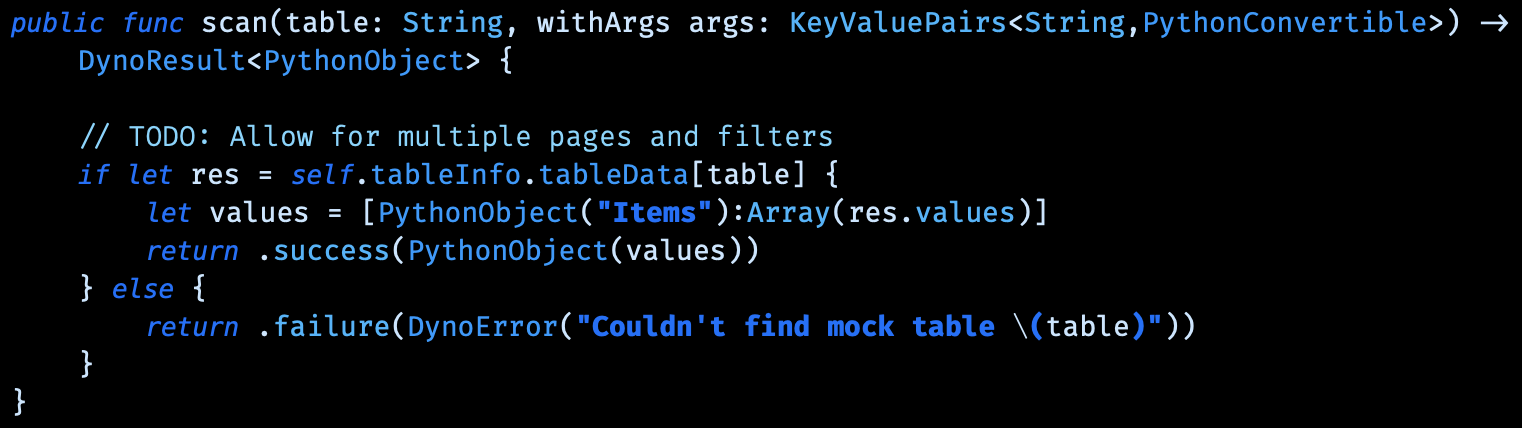 public func scan(table: String, withArgs args: KeyValuePairs<String,PythonConvertible>) ->
    DynoResult<PythonObject> {

    // TODO: Allow for multiple pages and filters
    if let res = self.tableInfo.tableData[table] {
        let values = [PythonObject("Items"):Array(res.values)]
        return .success(PythonObject(values))
    } else {
        return .failure(DynoError("Couldn't find mock table \(table)"))
    }
}